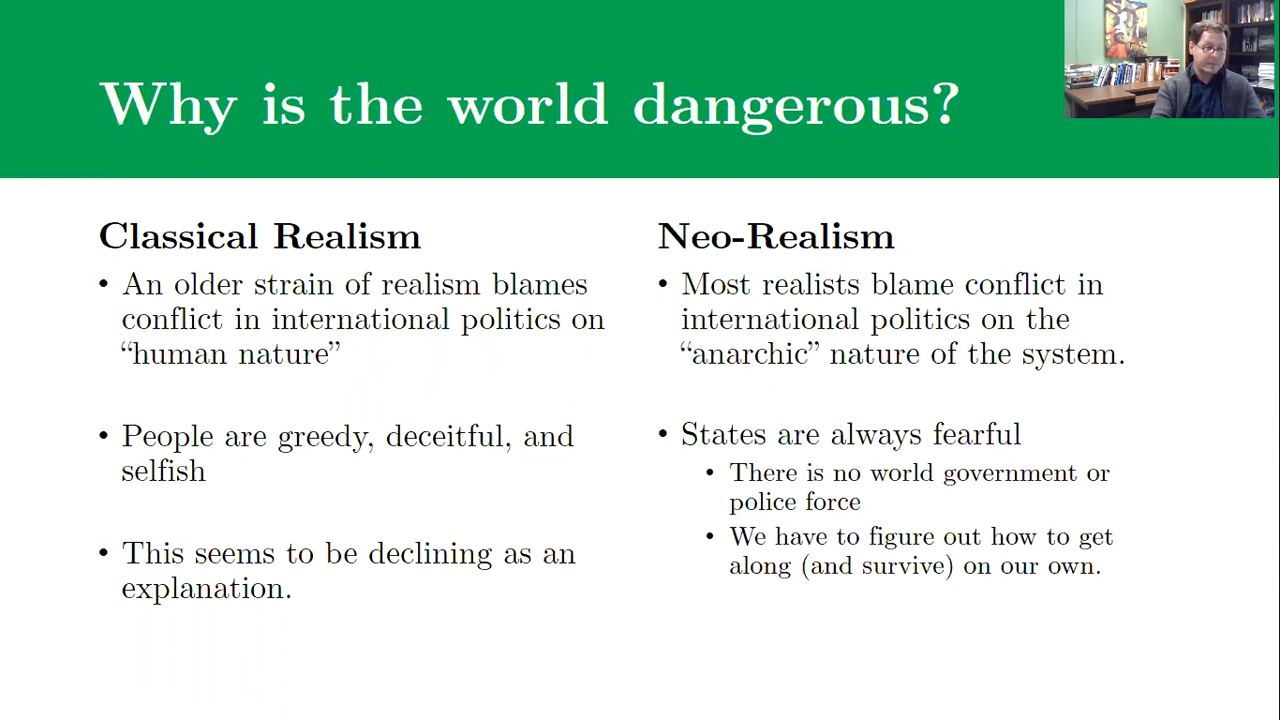 Why is the world dangerous?
Classical Realism
• An older strain of realism blames
conflict in international politics on
“human nature”
• People are greedy, deceitful, and
selfish
• This seems to be declining as an
explanation.
Neo-Realism
• Most realists blame conflict in
international politics on the
“anarchic” nature of the system.
• States are always fearful
• There is no world government or
police force
• We have to figure out how to get
along (and survive) on our own.